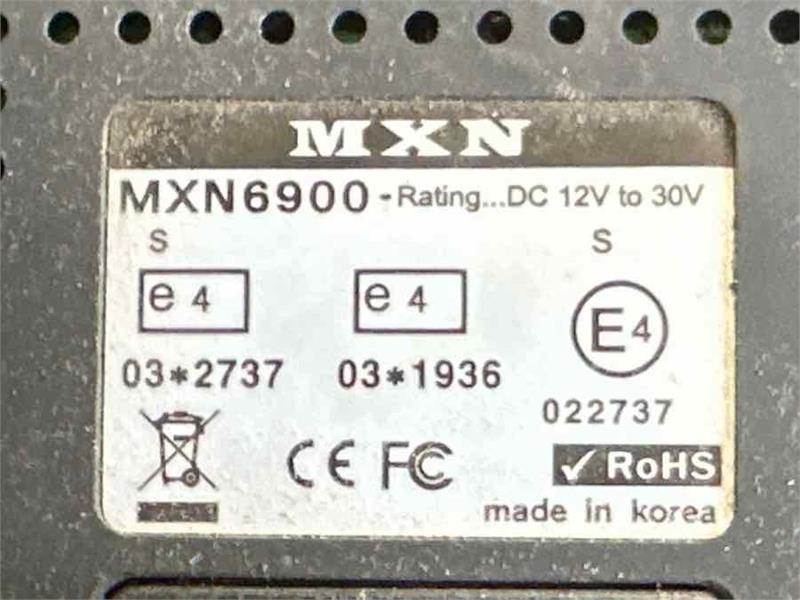 MXN
MXN6900 - Rating...DC 12V to 30V
S S
e 4 e 4 E4
03*2737 03*1936
022737
CE FC
✓ RoHS
made in korea